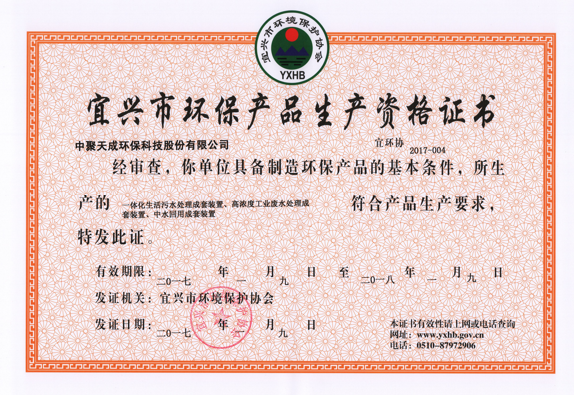 宜兴市环境保护协会
YXHB
宜兴市环保产品生产资格证书
中聚天成环保科技股份有限公司
宜环协 2017-004
经审查，你单位具备制造环保产品的基本条件，所生
产的 一体化生活污水处理成套装置、高浓度工业废水处理成
套装置、中水回用成套装置 符合产品生产要求，
特发此证。
有效期限：二〇一七 年 一 月 九 日 至 二〇一八 年 一 月 九 日
发证机关：宜兴市环境保护协会
发证日期：二〇一七 年 一 月 九 日
本证书有效性请上网或电话查询
网址：www.yxhb.gov.cn
电话：0510-87972906